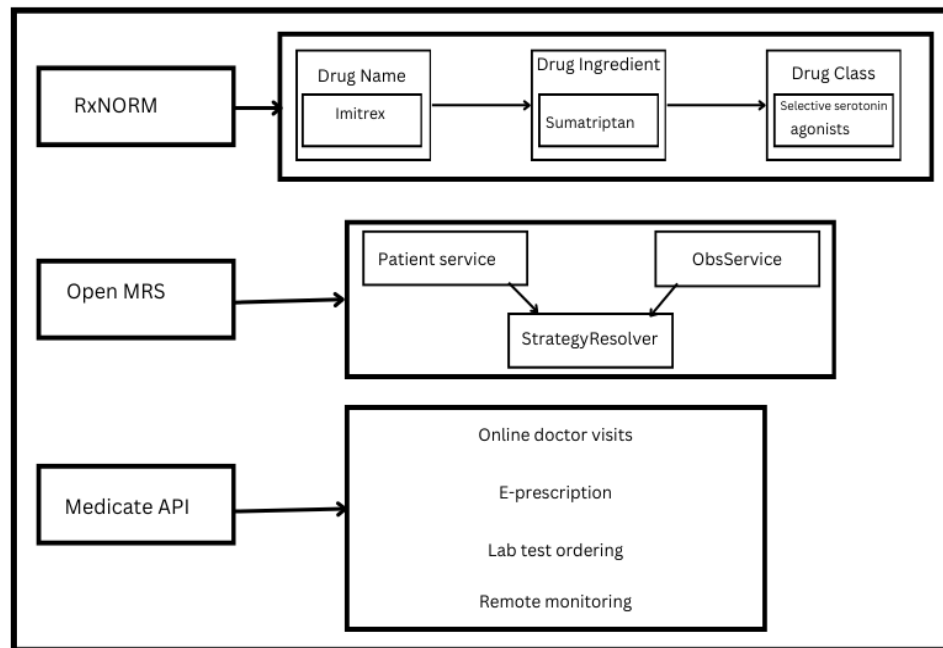 RxNORM
Drug Name
Imitrex
Drug Ingredient
Sumatriptan
Drug Class
Selective serotonin
agonists
Open MRS
Patient service
ObsService
StrategyResolver
Medicate API
Online doctor visits
E-prescription
Lab test ordering
Remote monitoring